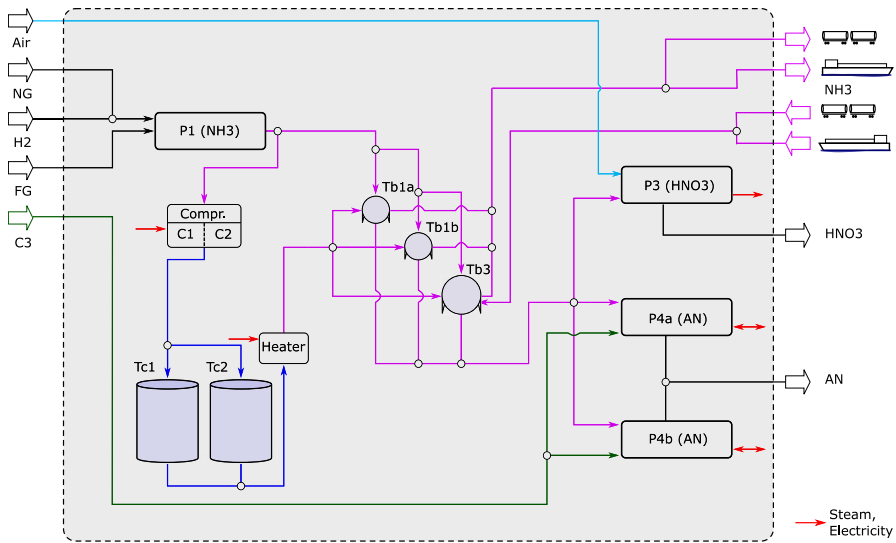 Air
NG
H2
FG
C3
P1 (NH3)
Compr.
C1 C2
Tc1
Tc2
Heater
Tb1a
Tb1b
Tb3
NH3
P3 (HNO3)
HNO3
P4a (AN)
AN
P4b (AN)
Steam,
Electricity